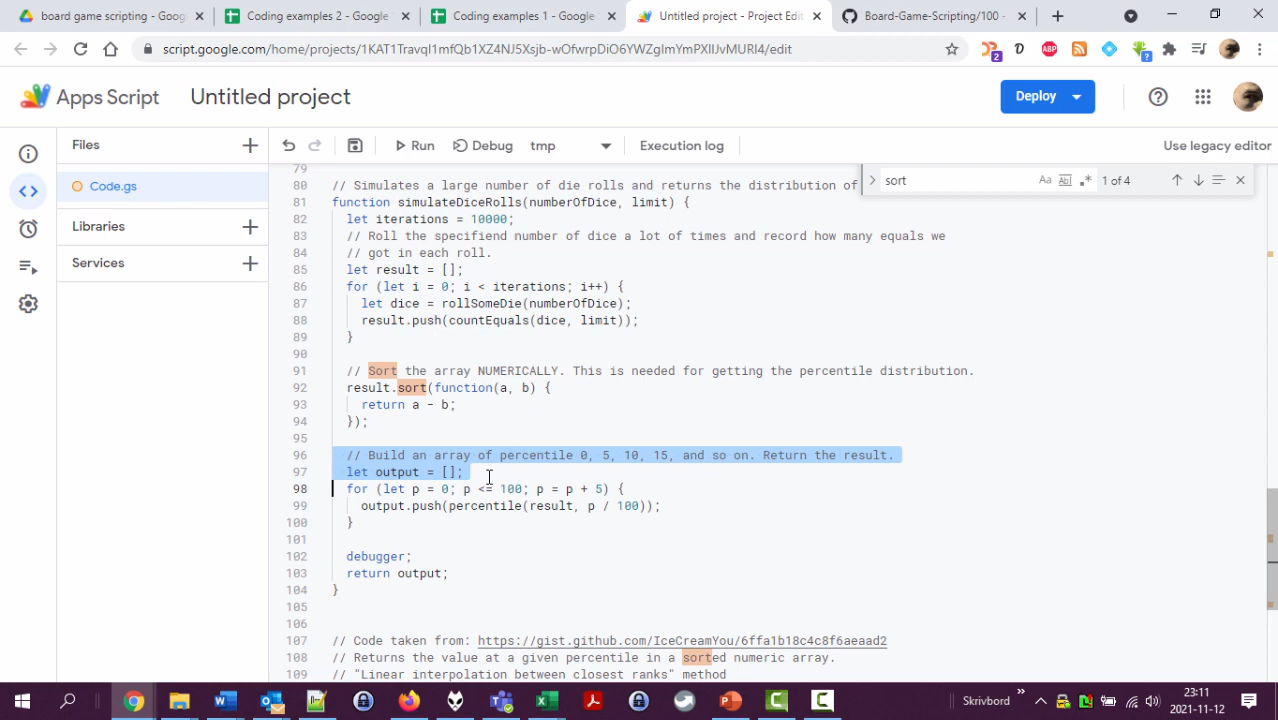 board game scripting - Goog
Coding examples 2 - Google
Coding examples 1 - Google
Untitled project - Project Edit
Board-Game-Scripting/100 -
script.google.com/home/projects/1KAT1TravqI1mfQb1XZ4NJ5Xsjb-wOfwrpDiO6YWZgImYmPXIIJvMURI4/edit
2
ABP
?
Apps Script
Untitled project
Deploy
Files
Run
Debug
tmp
Execution log
Use legacy editor
Code.gs
Libraries
Services
sort
1 of 4
79
80 // Simulates a large number of die rolls and returns the distribution of
81 function simulateDiceRolls(numberOfDice, limit) {
82 let iterations = 10000;
83 // Roll the specifiend number of dice a lot of times and record how many equals we
84 // got in each roll.
85 let result = [];
86 for (let i = 0; i < iterations; i++) {
87 let dice = rollSomeDie(numberOfDice);
88 result.push(countEquals(dice, limit));
89 }
90
91 // Sort the array NUMERICALLY. This is needed for getting the percentile distribution.
92 result.sort(function(a, b) {
93 return a - b;
94 });
95
96 // Build an array of percentile 0, 5, 10, 15, and so on. Return the result.
97 let output = [];
98 for (let p = 0; p <= 100; p = p + 5) {
99 output.push(percentile(result, p / 100));
100 }
101
102 debugger;
103 return output;
104 }
105
106
107 // Code taken from: https://gist.github.com/IceCreamYou/6ffa1b18c4c8f6aeaad2
108 // Returns the value at a given percentile in a sorted numeric array.
109 // "Linear interpolation between closest ranks" method
Skrivbord
23:11
2021-11-12